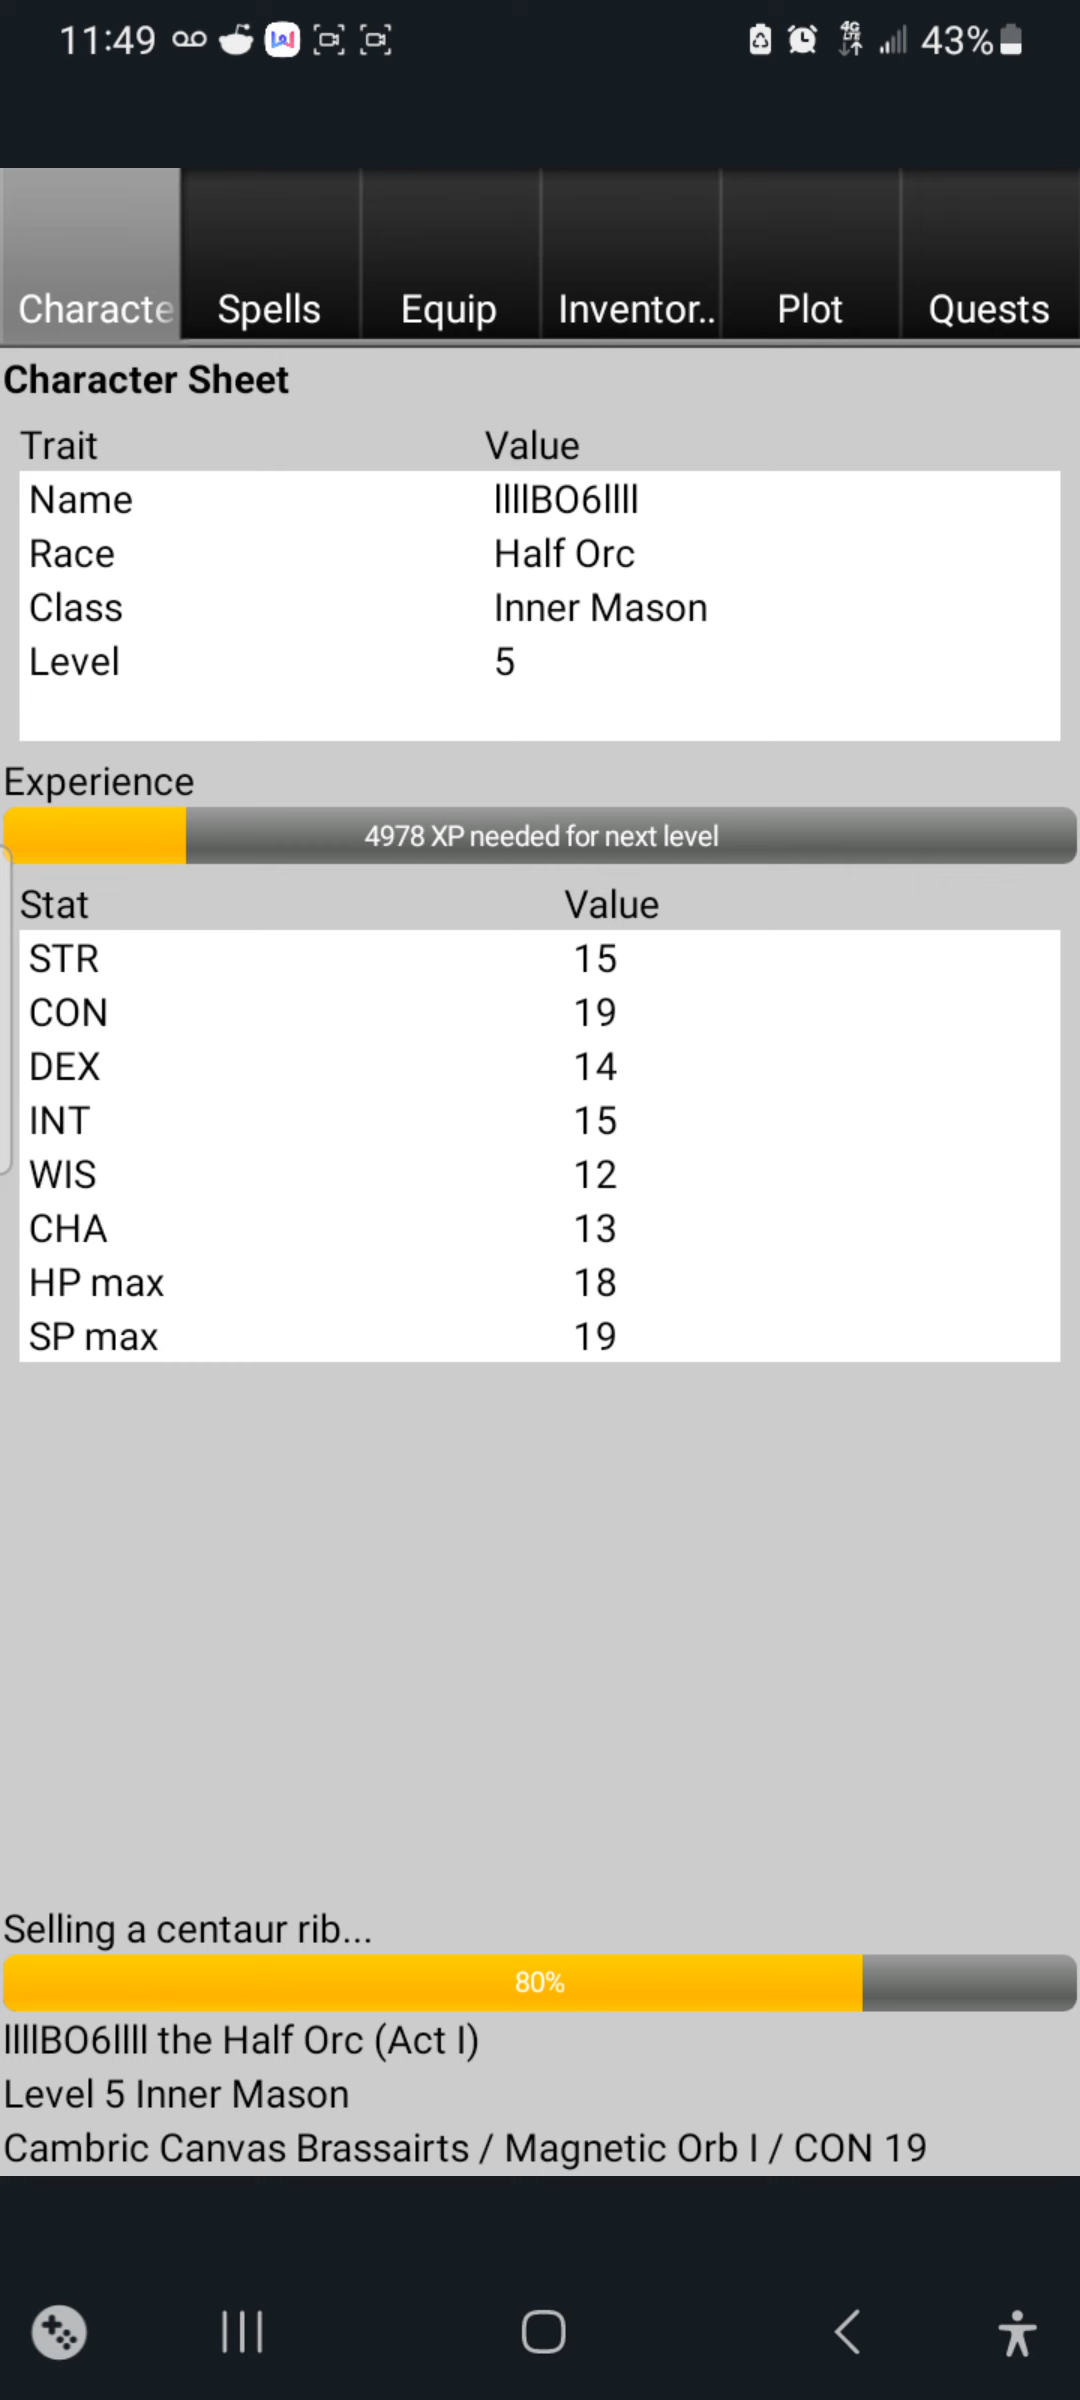 11:49 43%
Characte Spells Equip Inventor.. Plot Quests
Character Sheet
Trait Value
Name llllBO6llll
Race Half Orc
Class Inner Mason
Level 5
Experience
4978 XP needed for next level
Stat Value
STR 15
CON 19
DEX 14
INT 15
WIS 12
CHA 13
HP max 18
SP max 19
Selling a centaur rib...
80%
llllBO6llll the Half Orc (Act I)
Level 5 Inner Mason
Cambric Canvas Brassairts / Magnetic Orb I / CON 19